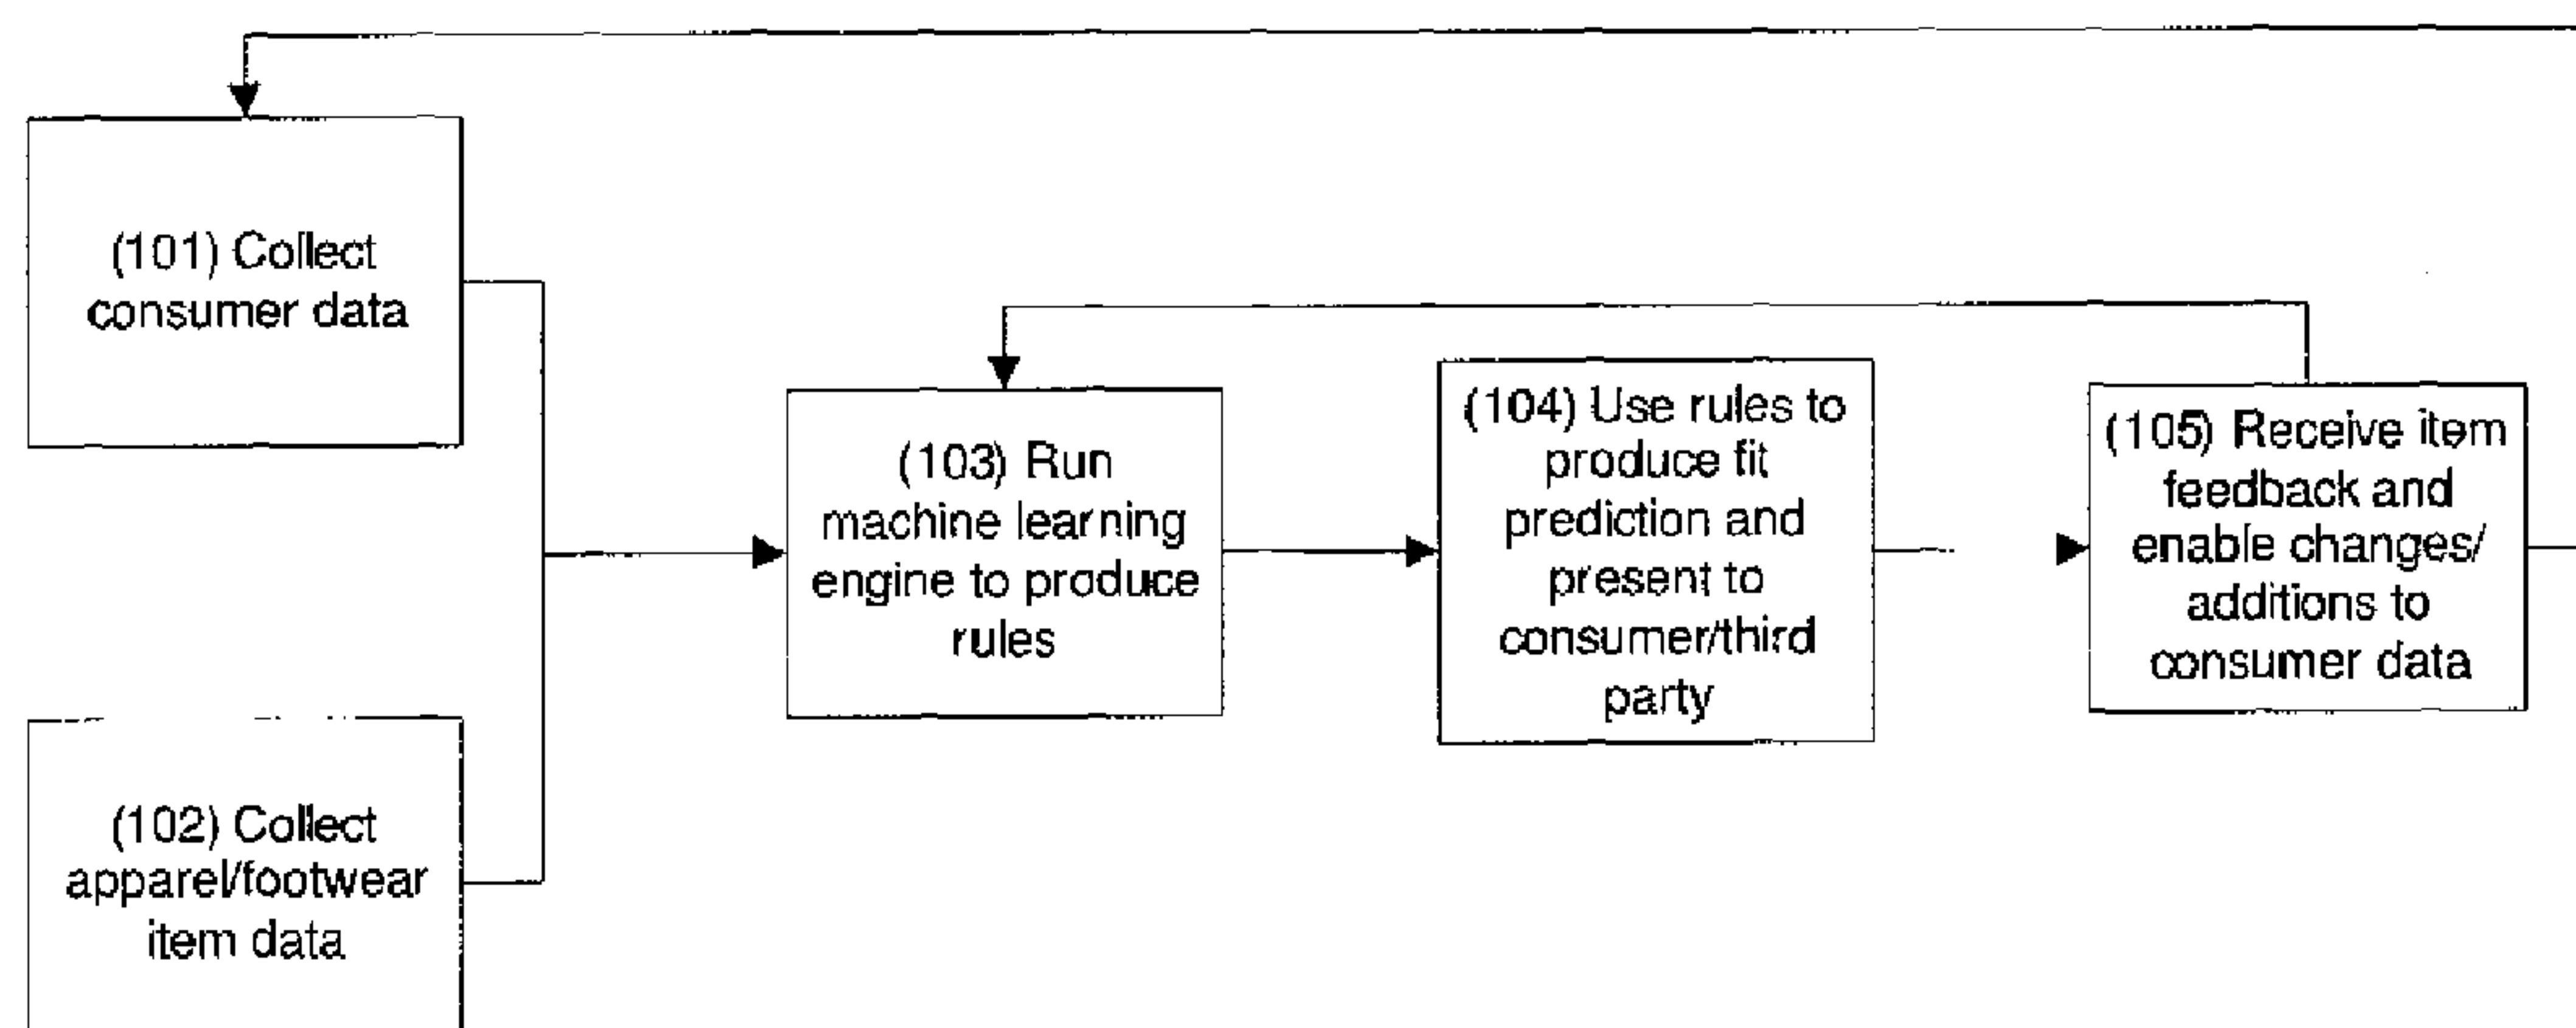 (101) Collect
consumer data
(102) Collect
apparel/footwear
item data
(103) Run
machine learning
engine to produce
rules
(104) Use rules to
produce fit
prediction and
present to
consumer/third
party
(105) Receive item
feedback and
enable changes/
additions to
consumer data